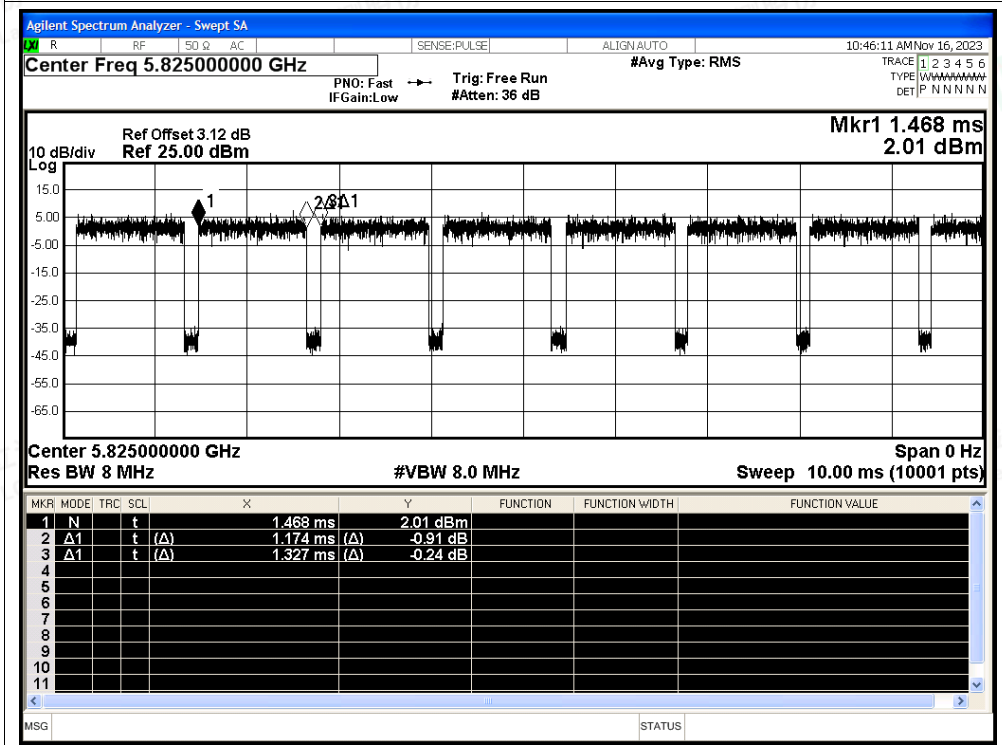 Agilent Spectrum Analyzer - Swept SA
LXI R RF 50 Ω AC SENSE:PULSE ALIGN AUTO 10:46:11 AM Nov 16, 2023
Center Freq 5.825000000 GHz #Avg Type: RMS TRACE 1 2 3 4 5 6
PNO: Fast Trig: Free Run TYPE
IFGain:Low #Atten: 36 dB DET P N N N N N
Mkr1 1.468 ms
Ref Offset 3.12 dB
10 dB/div Ref 25.00 dBm 2.01 dBm
Log
15.0
5.00
-5.00
-15.0
-25.0
-35.0
-45.0
-55.0
-65.0
1
Center 5.825000000 GHz Span 0 Hz
Res BW 8 MHz #VBW 8.0 MHz Sweep 10.00 ms (10001 pts)
MKR MODE TRC SCL X Y FUNCTION FUNCTION WIDTH FUNCTION VALUE
1 N t 1.468 ms 2.01 dBm
2 Δ1 t (Δ) 1.174 ms (Δ) -0.91 dB
3 Δ1 t (Δ) 1.327 ms (Δ) -0.24 dB
4
5
6
7
8
9
10
11
MSG STATUS